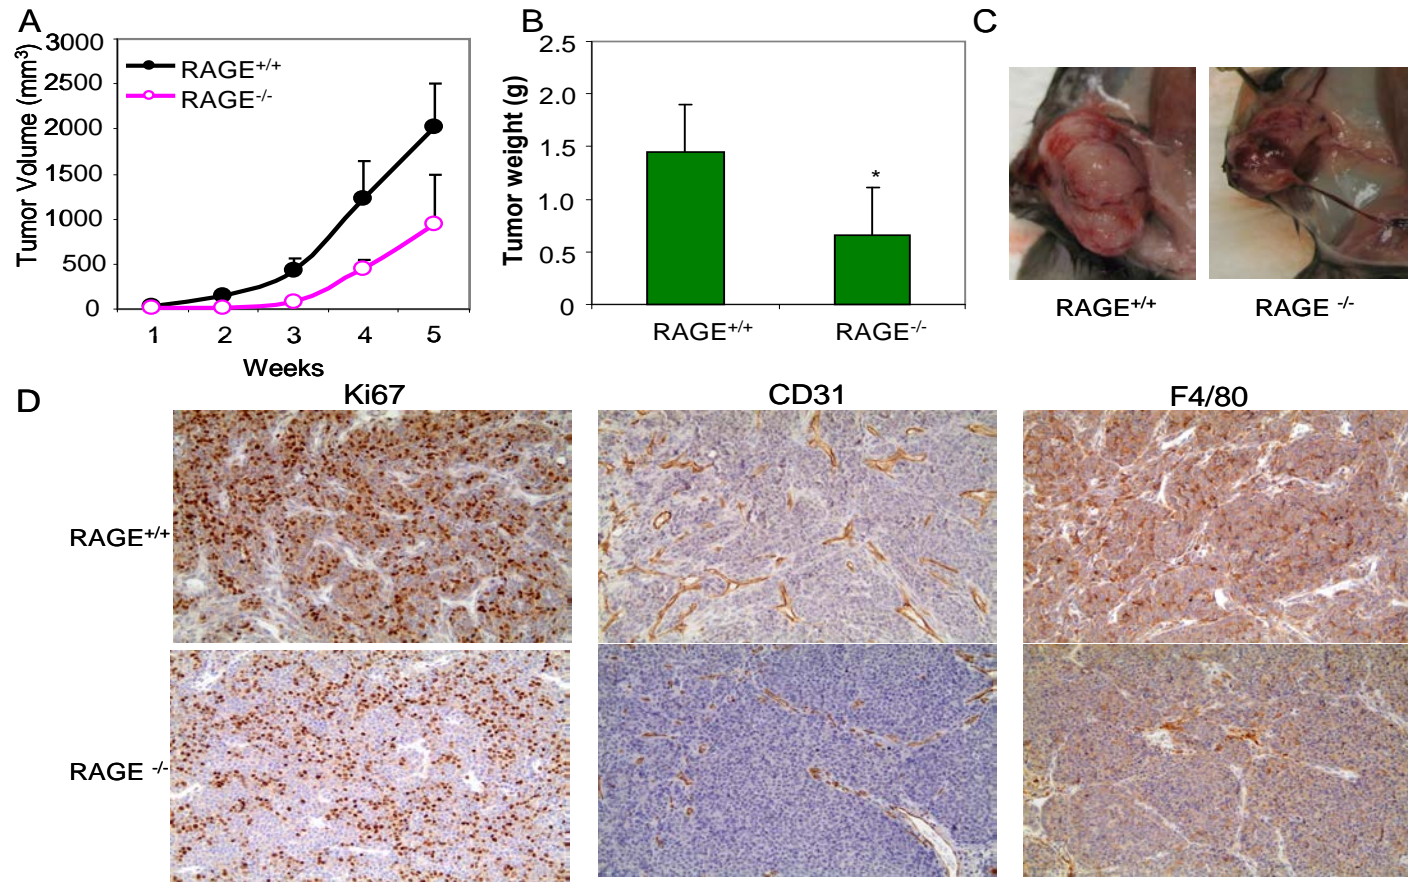 A
B
C
Tumor Volume (mm³)
3000
2500
2000
1500
1000
500
0
RAGE+/+
RAGE-/-
1 2 3 4 5
Weeks
Tumor weight (g)
2.5
2.0
1.5
1.0
0.5
0
*
RAGE+/+ RAGE-/-
RAGE+/+ RAGE -/-
D
Ki67 CD31 F4/80
RAGE+/+
RAGE -/-